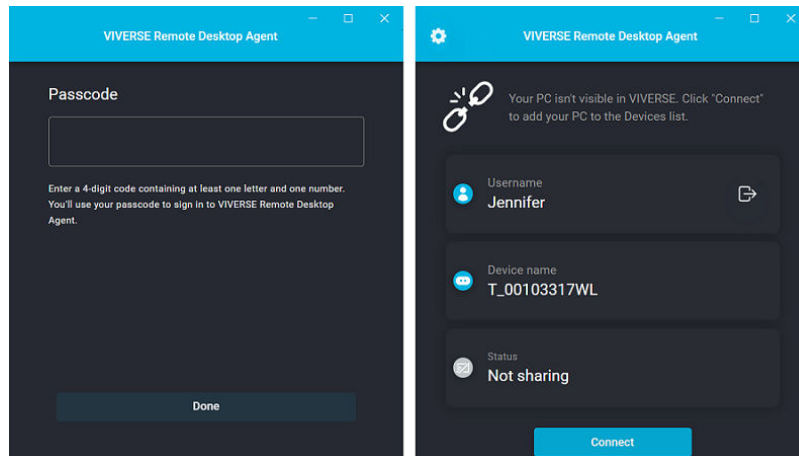 VIVERSE Remote Desktop Agent
Passcode
Enter a 4-digit code containing at least one letter and one number.
You'll use your passcode to sign in to VIVERSE Remote Desktop
Agent.
Done
VIVERSE Remote Desktop Agent
Your PC isn't visible in VIVERSE. Click "Connect"
to add your PC to the Devices list.
Username
Jennifer
Device name
T_00103317WL
Status
Not sharing
Connect